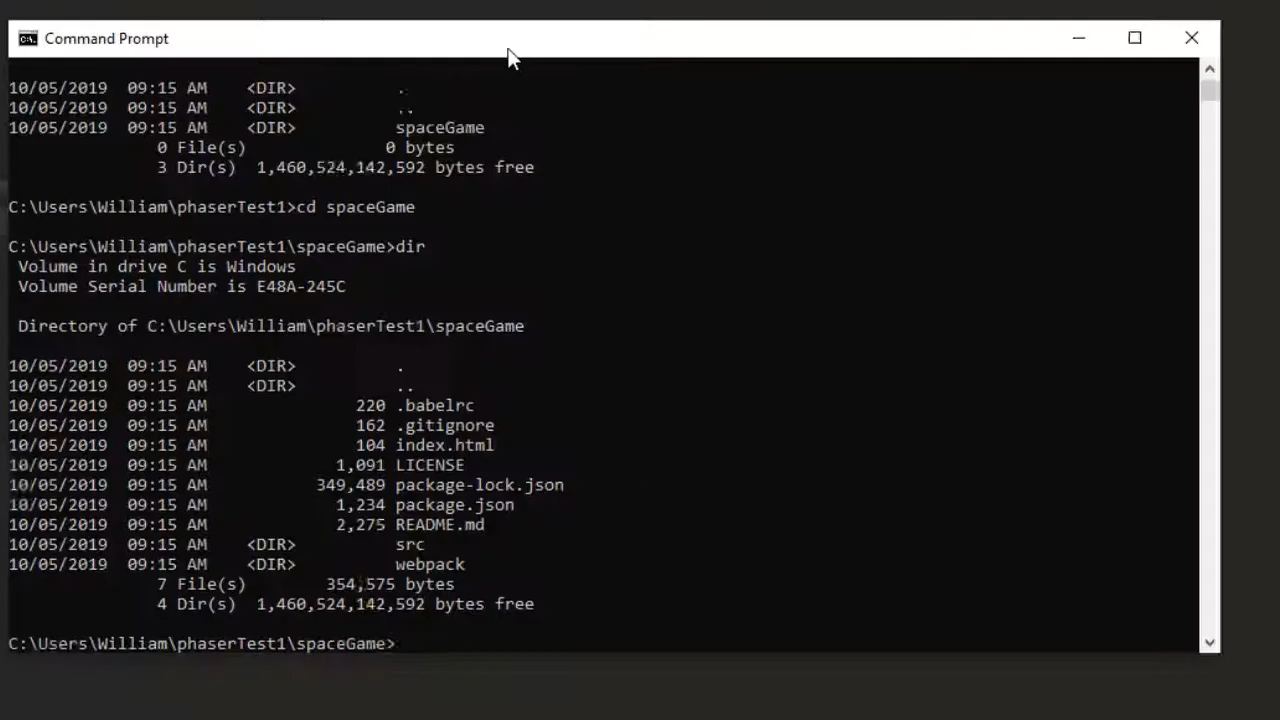 Command Prompt
10/05/2019  09:15 AM    <DIR>          .
10/05/2019  09:15 AM    <DIR>          ..
10/05/2019  09:15 AM    <DIR>          spaceGame
               0 File(s)              0 bytes
               3 Dir(s)  1,460,524,142,592 bytes free
C:\Users\William\phaserTest1>cd spaceGame
C:\Users\William\phaserTest1\spaceGame>dir
 Volume in drive C is Windows
 Volume Serial Number is E48A-245C
 Directory of C:\Users\William\phaserTest1\spaceGame
10/05/2019  09:15 AM    <DIR>          .
10/05/2019  09:15 AM    <DIR>          ..
10/05/2019  09:15 AM               220 .babelrc
10/05/2019  09:15 AM               162 .gitignore
10/05/2019  09:15 AM               104 index.html
10/05/2019  09:15 AM             1,091 LICENSE
10/05/2019  09:15 AM           349,489 package-lock.json
10/05/2019  09:15 AM             1,234 package.json
10/05/2019  09:15 AM             2,275 README.md
10/05/2019  09:15 AM    <DIR>          src
10/05/2019  09:15 AM    <DIR>          webpack
               7 File(s)        354,575 bytes
               4 Dir(s)  1,460,524,142,592 bytes free
C:\Users\William\phaserTest1\spaceGame>